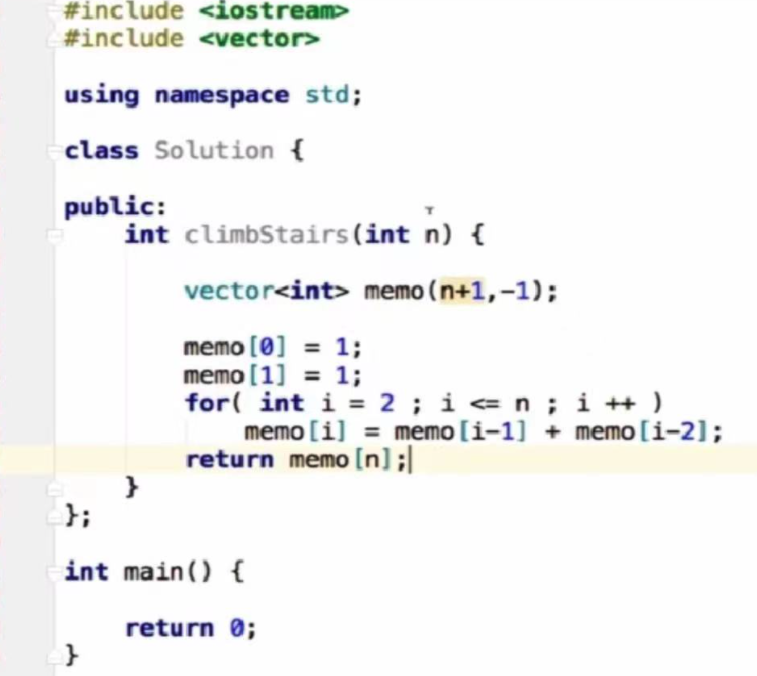 #include <iostream>
#include <vector>
using namespace std;
class Solution {
public:
int climbStairs(int n) {
vector<int> memo(n+1,-1);
memo[0] = 1;
memo[1] = 1;
for( int i = 2 ; i <= n ; i ++ )
memo[i] = memo[i-1] + memo[i-2];
return memo[n];
}
};
int main() {
return 0;
}